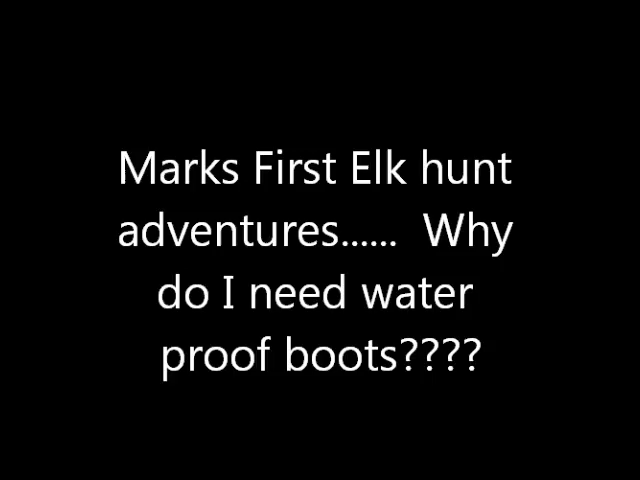 Marks First Elk hunt
adventures......  Why
do I need water
proof boots????